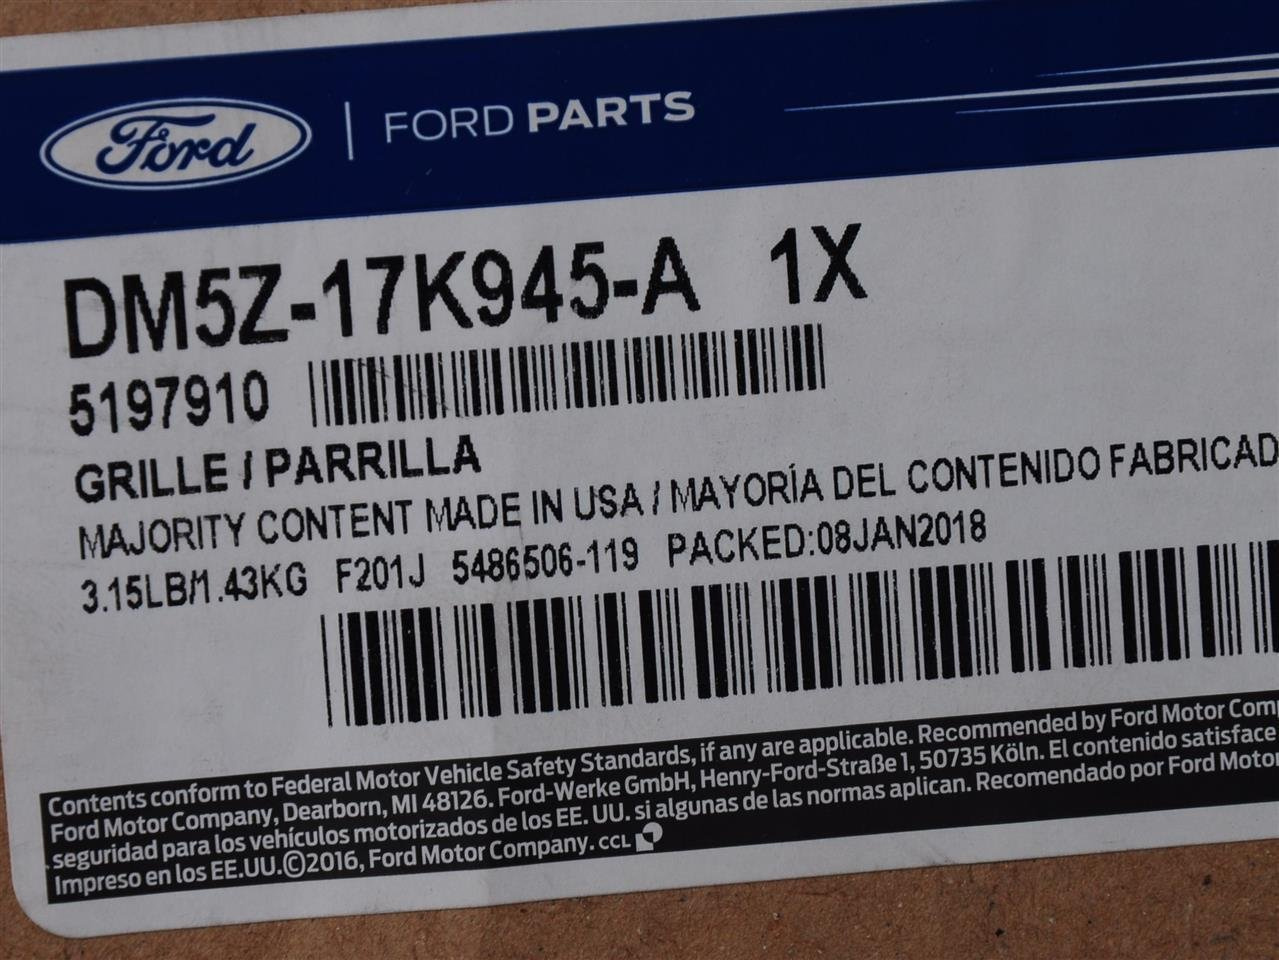 Ford | FORD PARTS
DM5Z-17K945-A 1X
5197910
GRILLE / PARRILLA
MAJORITY CONTENT MADE IN USA / MAYORÍA DEL CONTENIDO FABRICAD
3.15LB/1.43KG F201J 5486506-119 PACKED:08JAN2018
Contents conform to Federal Motor Vehicle Safety Standards, if any are applicable. Recommended by Ford Motor Comp
Ford Motor Company, Dearborn, MI 48126. Ford-Werke GmbH, Henry-Ford-Straße 1, 50735 Köln. El contenido satisface
seguridad para los vehículos motorizados de los EE. UU. si algunas de las normas aplican. Recomendado por Ford Motor
Impreso en los EE.UU.©2016, Ford Motor Company. CCL